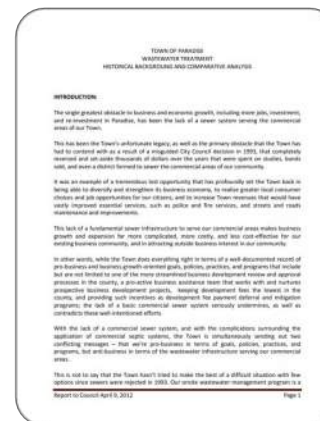 TOWN OF PARADISE
WASTEWATER TREATMENT
HISTORICAL BACKGROUND AND COMPARATIVE ANALYSIS
INTRODUCTION:
The single greatest obstacle to business and economic growth, including more jobs, investment,
and re-investment in Paradise, has been the lack of a sewer system serving the commercial
areas of our Town.
This has been the Town's unfortunate legacy, as well as the primary obstacle that the Town has
had to contend with as a result of a misguided City Council decision in 1993, that completely
reversed and set-aside thousands of dollars over the years that were spent on studies, bonds
sold, and even a district formed to sewer the commercial areas of our community.
It was an example of a tremendous lost opportunity that has profoundly set the Town back in
being able to diversify and strengthen its business economy, to realize greater local consumer
choices and job opportunities for our citizens, and to increase Town revenues that would have
vastly improved essential services, such as police and fire services, and streets and roads
maintenance and improvements.
This lack of a fundamental sewer infrastructure to serve our commercial areas makes business
growth and expansion far more complicated, more costly, and less cost-effective for our
existing business community, and in attracting outside business interest in our community.
In other words, while the Town does everything right in terms of a well-documented record of
pro-business and business growth-oriented goals, policies, practices, and programs that include
but are not limited to one of the more streamlined business development review and approval
processes in the county, a pro-active business assistance team that works with and nurtures
prospective business development projects, keeping development fees the lowest in the
county, and providing such incentives as development fee payment deferral and mitigation
programs; the lack of a basic commercial sewer system seriously undermines, as well as
contradicts these well-intentioned efforts.
With the lack of a commercial sewer system, and with the complications surrounding the
application of commercial septic systems, the Town is simultaneously sending out two
conflicting messages – that we're pro-business in terms of goals, policies, practices, and
programs, but anti-business in terms of the wastewater infrastructure serving our commercial
areas.
This is not to say that the Town hasn't tried to make the best of a difficult situation with few
options since sewers were rejected in 1993. Our onsite wastewater management program is a
Report to Council April 9, 2012 Page 1